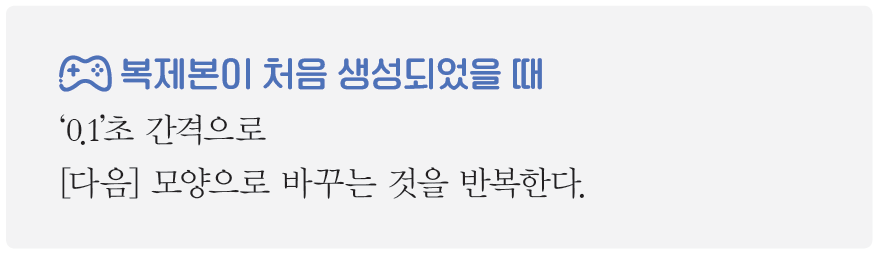 복제본이 처음 생성되었을 때
‘0.1’초 간격으로
[다음] 모양으로 바꾸는 것을 반복한다.